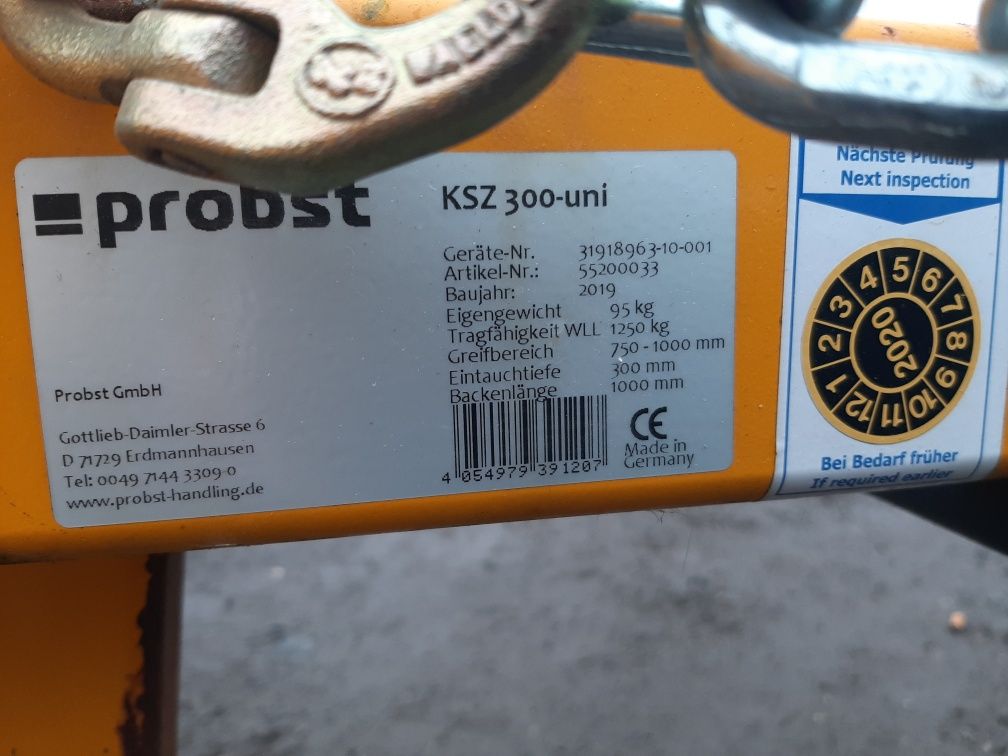 probst
KSZ 300-uni
Geräte-Nr. 31918963-10-001
Artikel-Nr.: 55200033
Baujahr: 2019
Eigengewicht 95 kg
Tragfähigkeit WLL 1250 kg
Greifbereich 750 - 1000 mm
Eintauchtiefe 300 mm
Backenlänge 1000 mm
Probst GmbH
Gottlieb-Daimler-Strasse 6
D 71729 Erdmannhausen
Tel: 0049 7144 3309-0
www.probst-handling.de
4 054979 391207
CE
Made in
Germany
Nächste Prüfung
Next inspection
1 2 3 4 5 6 7 8 9 10 11 12
2020
Bei Bedarf früher
If required earlier